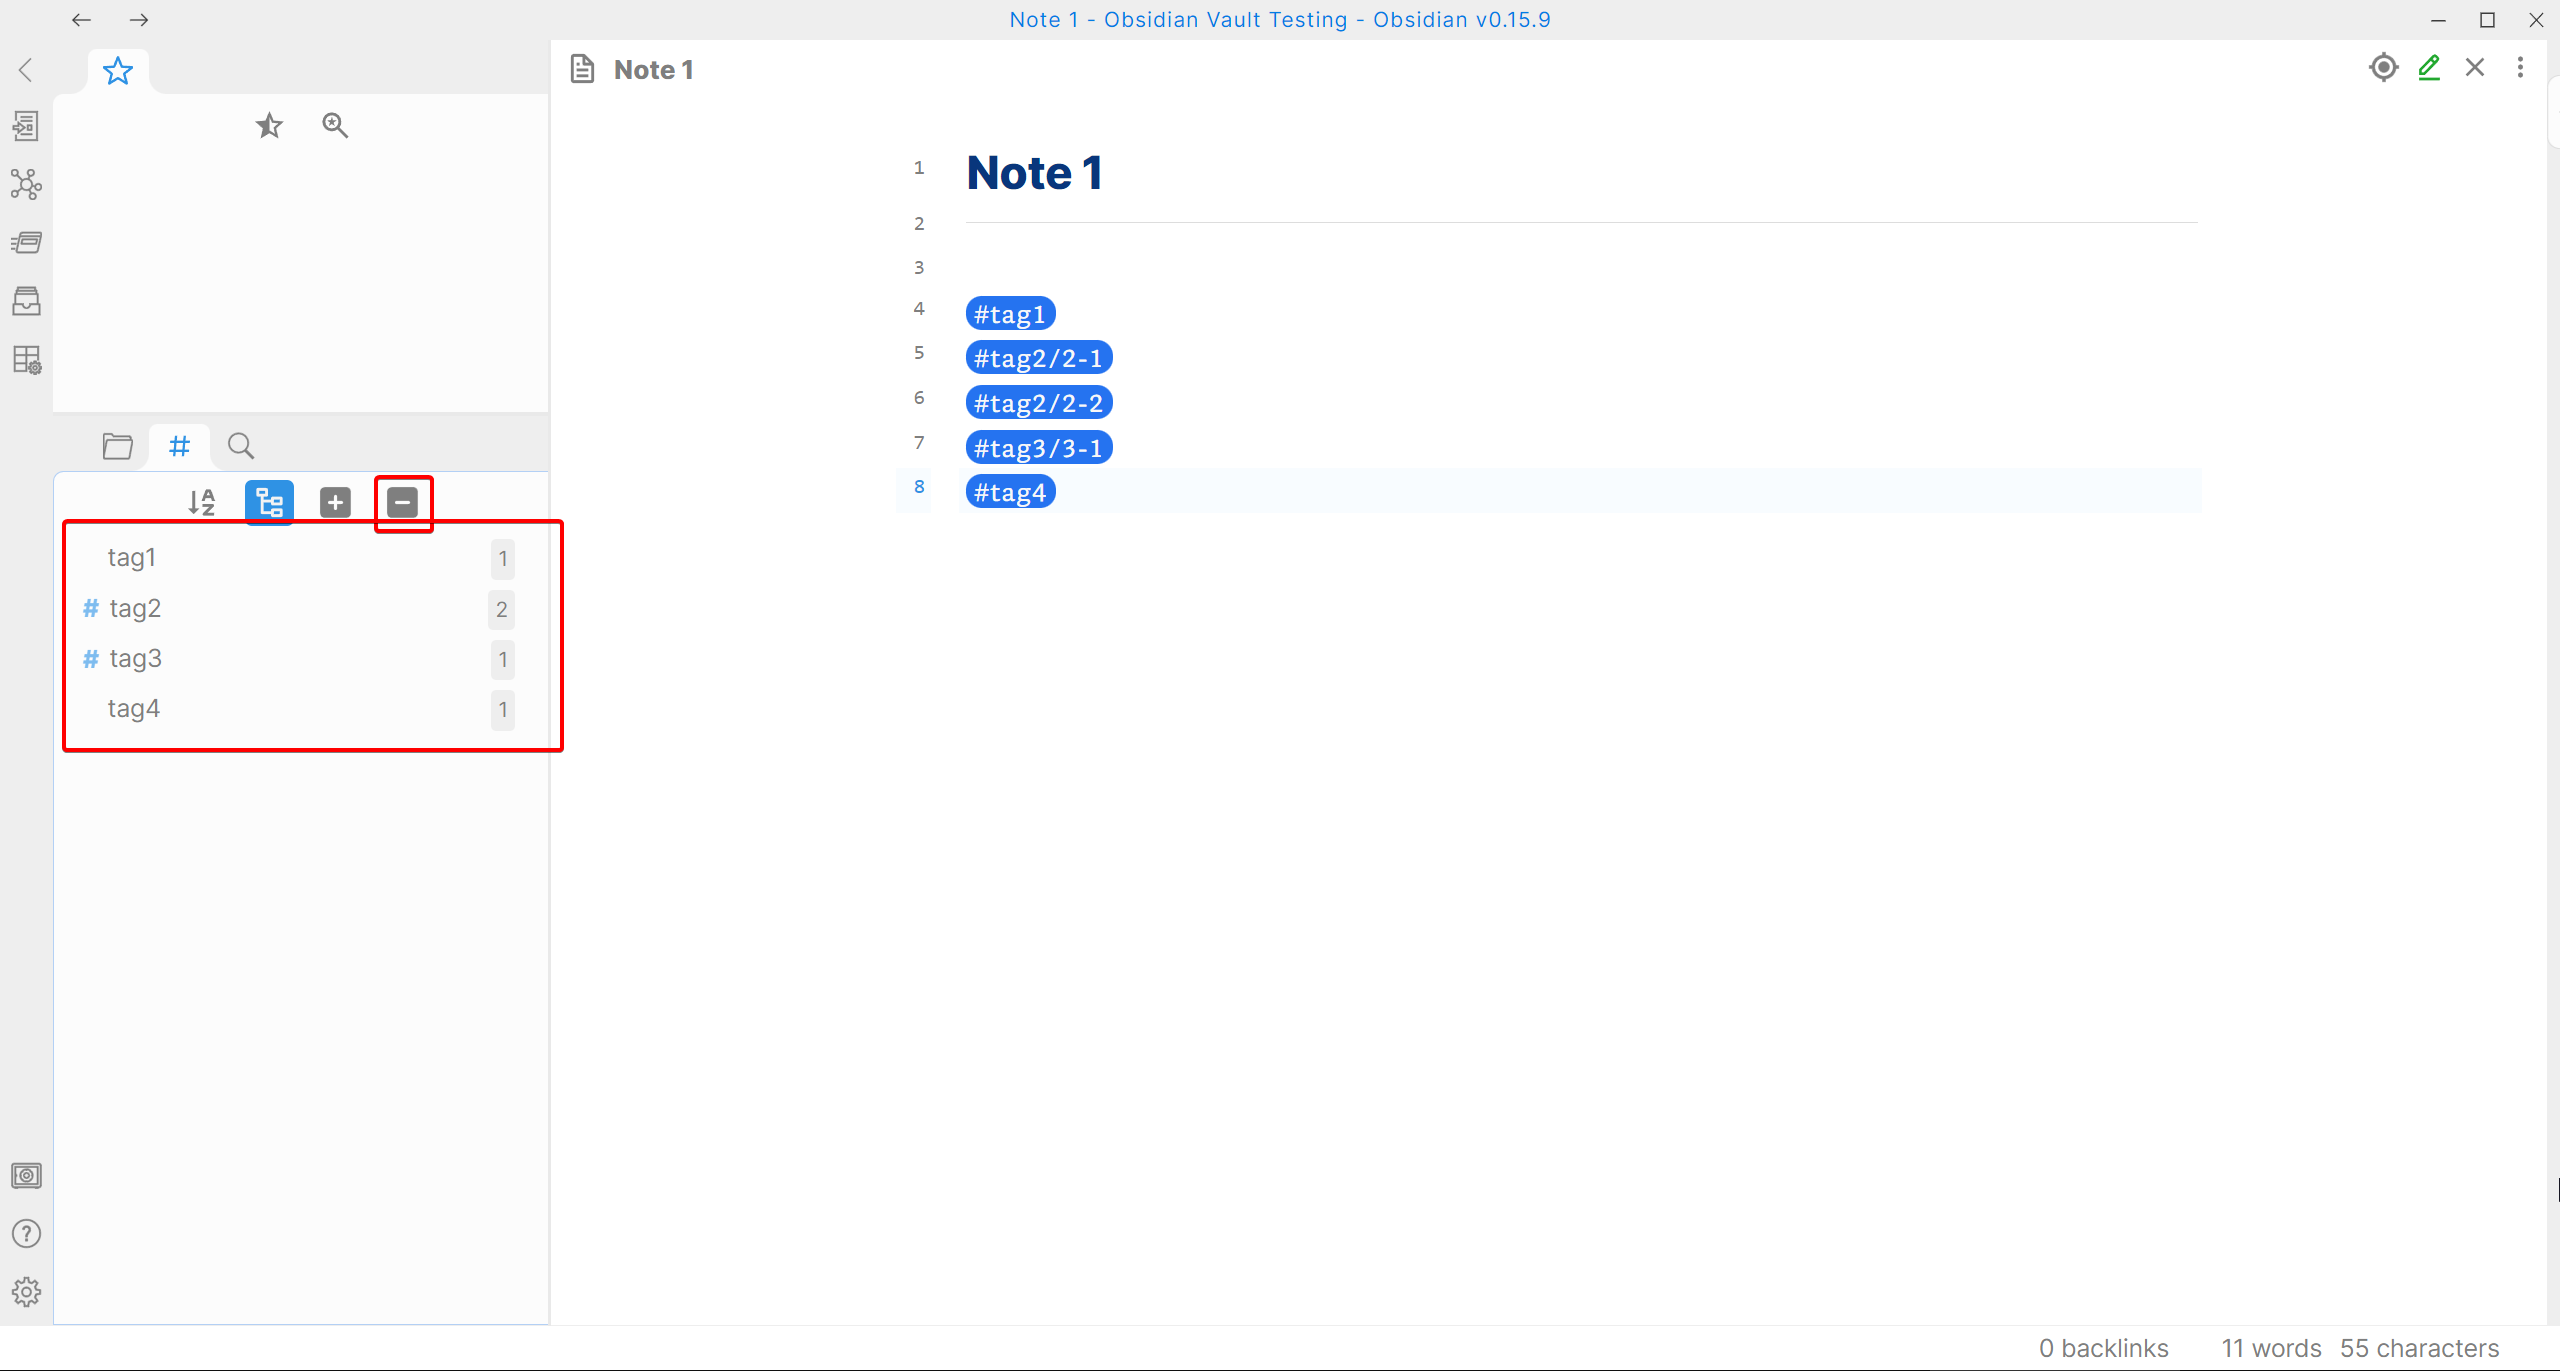 Note 1 - Obsidian Vault Testing - Obsidian v0.15.9
Note 1
1 Note 1
2
3
4 #tag1
5 #tag2/2-1
6 #tag2/2-2
7 #tag3/3-1
8 #tag4
tag1 1
# tag2 2
# tag3 1
tag4 1
0 backlinks 11 words 55 characters